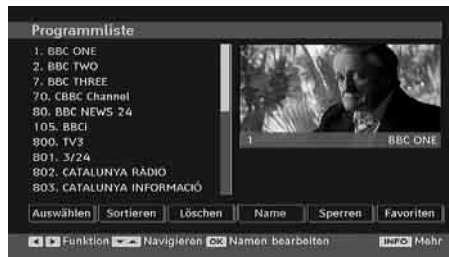 Programmliste
1. BBC ONE
2. BBC TWO
7. BBC THREE
70. CBBC Channel
80. BBC NEWS 24
105. BBCi
800. TV3
801. 3/24
802. CATALUNYA RÀDIO
803. CATALUNYA INFORMACIÓ
1 BBC ONE
Auswählen Sortieren Löschen Name Sperren Favoriten
Funktion Navigieren OK Namen bearbeiten INFO Mehr